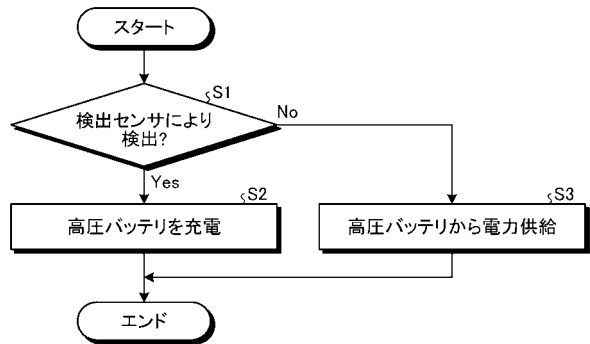 スタート
S1
検出センサにより
検出?
No
Yes
S2
高圧バッテリを充電
S3
高圧バッテリから電力供給
エンド